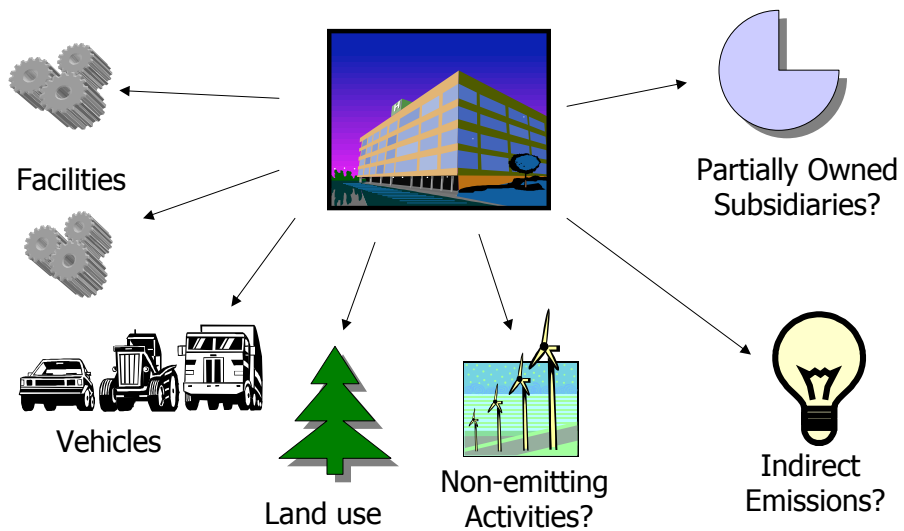 Facilities
Partially Owned
Subsidiaries?
Vehicles
Land use
Non-emitting
Activities?
Indirect
Emissions?